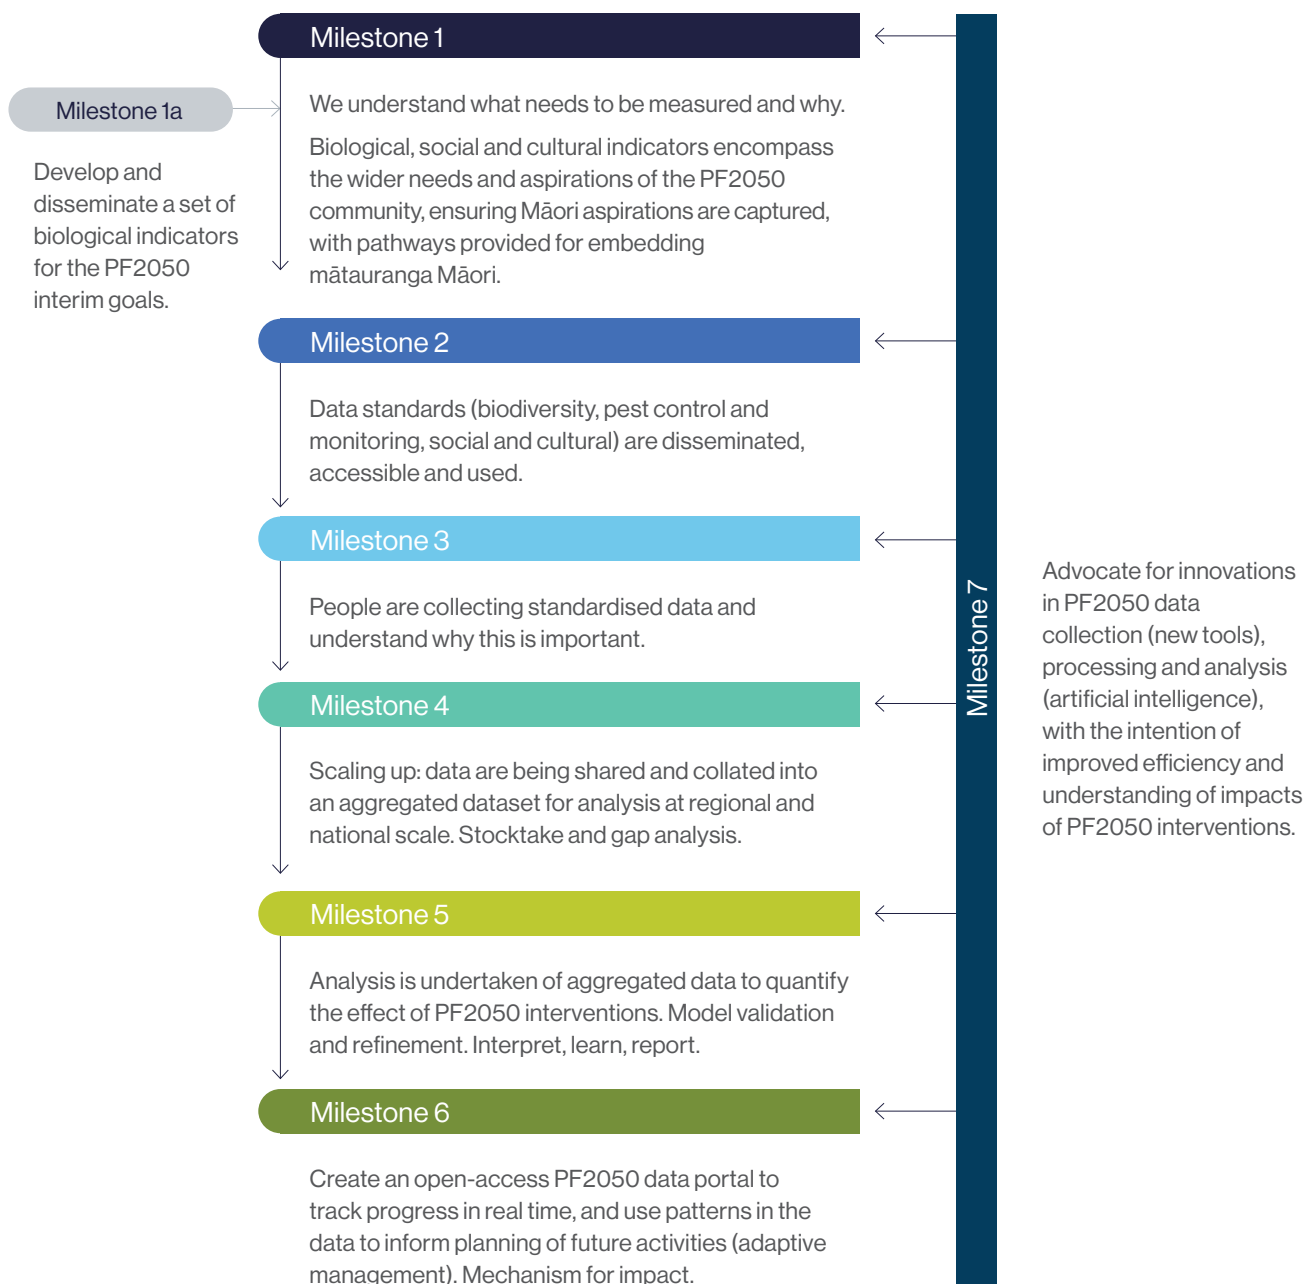 Milestone 1
Milestone 1a
Develop and
disseminate a set of
biological indicators
for the PF2050
interim goals.
We understand what needs to be measured and why.
Biological, social and cultural indicators encompass
the wider needs and aspirations of the PF2050
community, ensuring Māori aspirations are captured,
with pathways provided for embedding
mātauranga Māori.
Milestone 2
Data standards (biodiversity, pest control and
monitoring, social and cultural) are disseminated,
accessible and used.
Milestone 3
People are collecting standardised data and
understand why this is important.
Milestone 4
Scaling up: data are being shared and collated into
an aggregated dataset for analysis at regional and
national scale. Stocktake and gap analysis.
Milestone 5
Analysis is undertaken of aggregated data to quantify
the effect of PF2050 interventions. Model validation
and refinement. Interpret, learn, report.
Milestone 6
Create an open-access PF2050 data portal to
track progress in real time, and use patterns in the
data to inform planning of future activities (adaptive
management). Mechanism for impact.
Milestone 7
Advocate for innovations
in PF2050 data
collection (new tools),
processing and analysis
(artificial intelligence),
with the intention of
improved efficiency and
understanding of impacts
of PF2050 interventions.